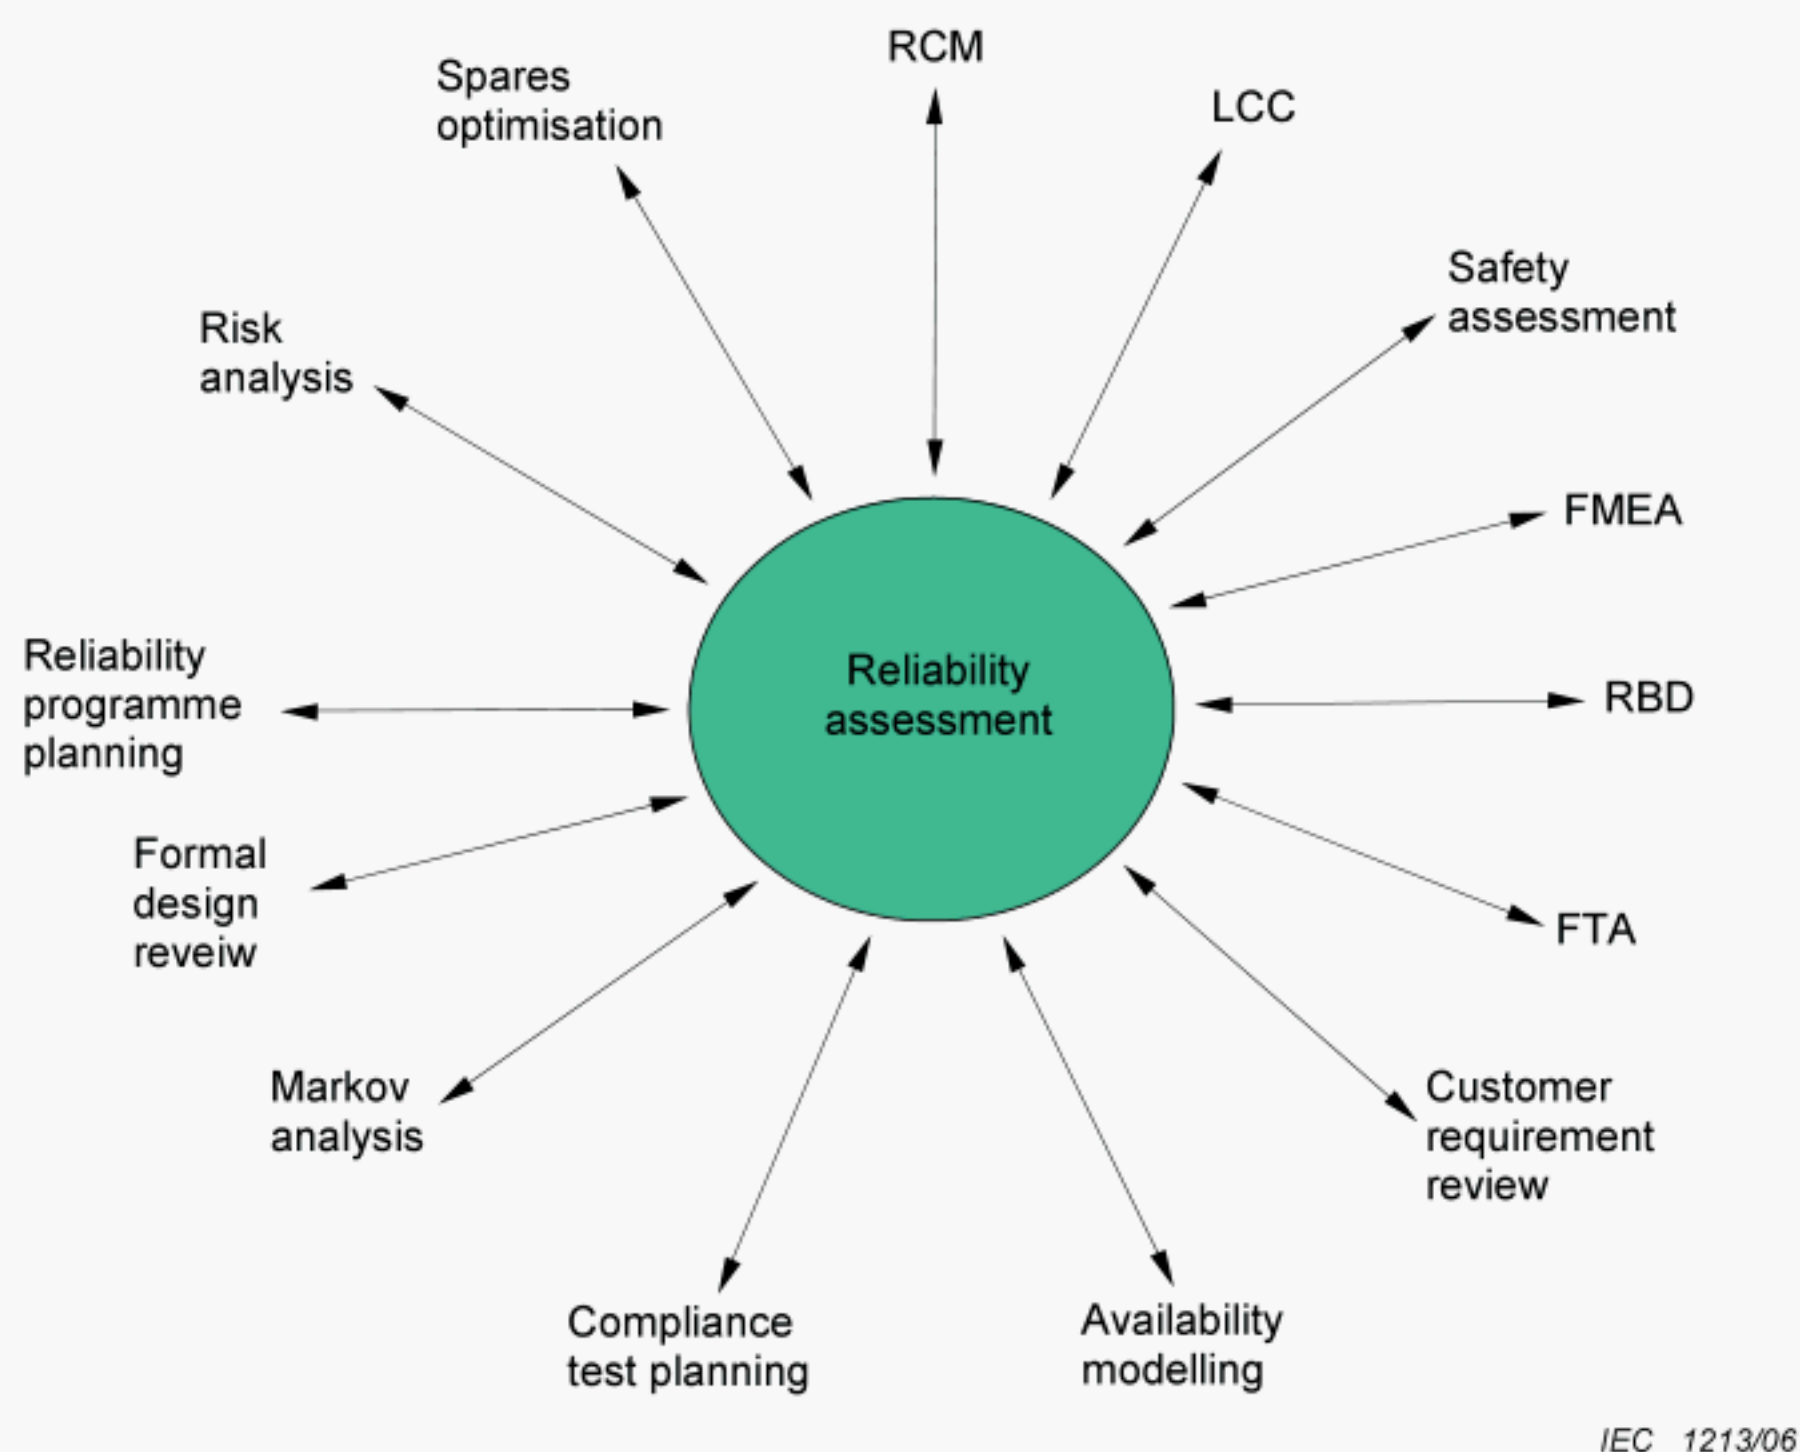 RCM
Spares
optimisation
LCC
Safety
assessment
Risk
analysis
FMEA
Reliability
programme
planning
Reliability
assessment
RBD
Formal
design
reveiw
FTA
Markov
analysis
Customer
requirement
review
Compliance
test planning
Availability
modelling
IEC 1213/06